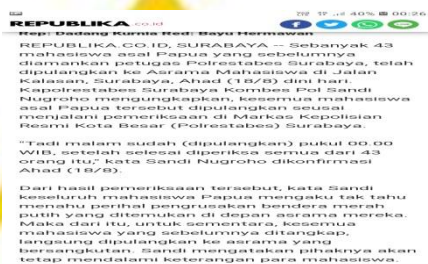 40% 00:26
REPUBLIKA.co.id
Rep: Dadang Kurnia Red: Bayu Hermawan
REPUBLIKA.CO.ID, SURABAYA -- Sebanyak 43
mahasiswa asal Papua yang sebelumnya
diamankan petugas Polrestabes Surabaya, telah
dipulangkan ke Asrama Mahasiswa di Jalan
Kalasan, Surabaya, Ahad (18/8) dini hari.
Kapolrestabes Surabaya Kombes Pol Sandi
Nugroho mengungkapkan, kesemua mahasiswa
asal Papua tersebut dipulangkan seusai
menjalani pemeriksaan di Markas Kepolisian
Resmi Kota Besar (Polrestabes) Surabaya.
"Tadi malam sudah (dipulangkan) pukul 00.00
WIB, setelah selesai diperiksa semua dari 43
orang itu," kata Sandi Nugroho dikonfirmasi
Ahad (18/8).
Dari hasil pemeriksaan tersebut, kata Sandi
keseluruh mahasiswa Papua mengaku tak tahu
menahu perihal pengrusakan bendera merah
putih yang ditemukan di depan asrama mereka.
Maka dari itu, untuk sementara, kesemua
mahasiswa yang sebelumnya ditangkap,
langsung dipulangkan ke asrama yang
bersangkutan. Sandi mengatakan pihaknya akan
tetap mendalami keterangan para mahasiswa.